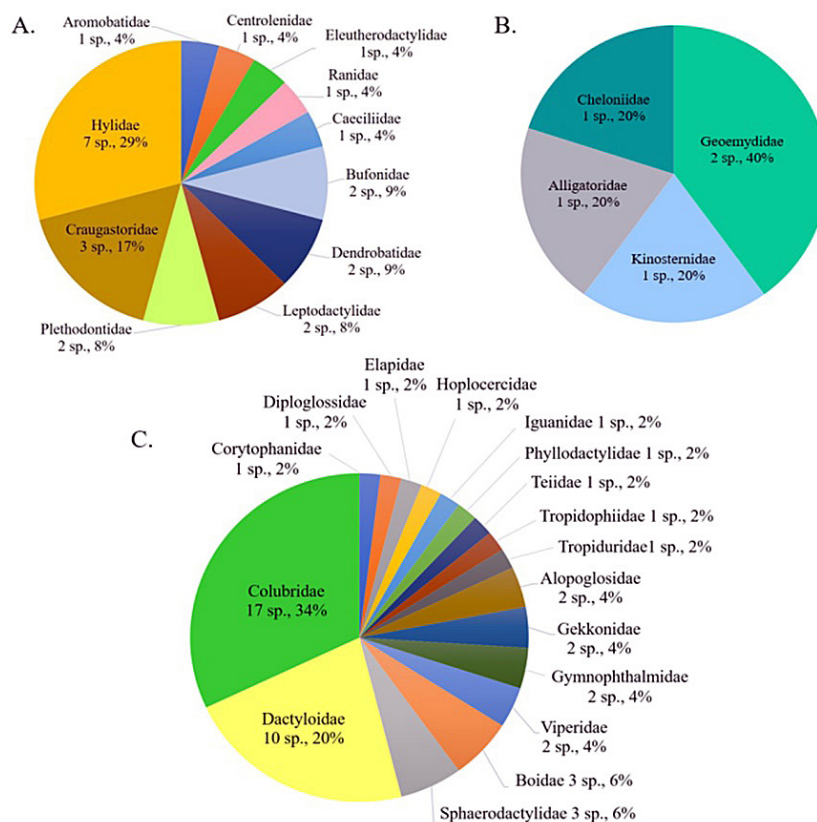 A.
Aromobatidae
1 sp., 4%
Centrolenidae
1 sp., 4%
Eleutherodactylidae
1sp., 4%
Ranidae
1 sp., 4%
Caeciliidae
1 sp., 4%
Bufonidae
2 sp., 9%
Dendrobatidae
2 sp., 9%
Leptodactylidae
2 sp., 8%
Plethodontidae
2 sp., 8%
Craugastoridae
3 sp., 17%
Hylidae
7 sp., 29%
B.
Cheloniidae
1 sp., 20%
Geoemydidae
2 sp., 40%
Alligatoridae
1 sp., 20%
Kinosternidae
1 sp., 20%
C.
Corytophanidae
1 sp., 2%
Diploglossidae
1 sp., 2%
Elapidae
1 sp., 2%
Hoplocercidae
1 sp., 2%
Iguanidae 1 sp., 2%
Phyllodactylidae 1 sp., 2%
Teiidae 1 sp., 2%
Tropidophiidae 1 sp., 2%
Tropiduridae1 sp., 2%
Alopoglosidae
2 sp., 4%
Gekkonidae
2 sp., 4%
Gymnophthalmidae
2 sp., 4%
Viperidae
2 sp., 4%
Boidae 3 sp., 6%
Sphaerodactylidae 3 sp., 6%
Dactyloidae
10 sp., 20%
Colubridae
17 sp., 34%